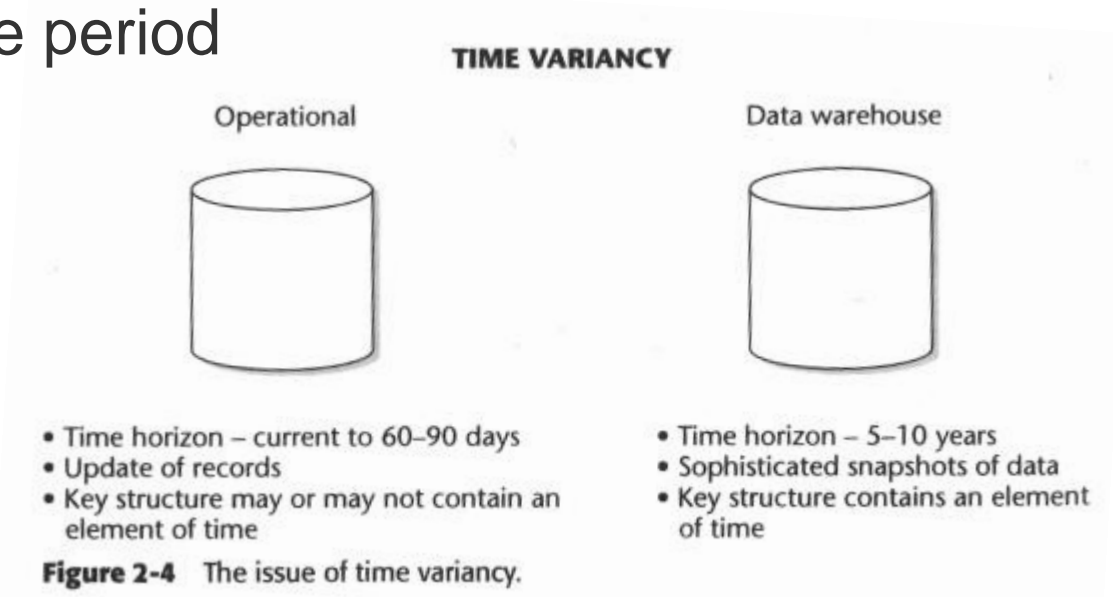 e period
TIME VARIANCY
Operational
Data warehouse
• Time horizon – current to 60–90 days
• Update of records
• Key structure may or may not contain an
element of time
• Time horizon – 5–10 years
• Sophisticated snapshots of data
• Key structure contains an element
of time
Figure 2-4 The issue of time variancy.